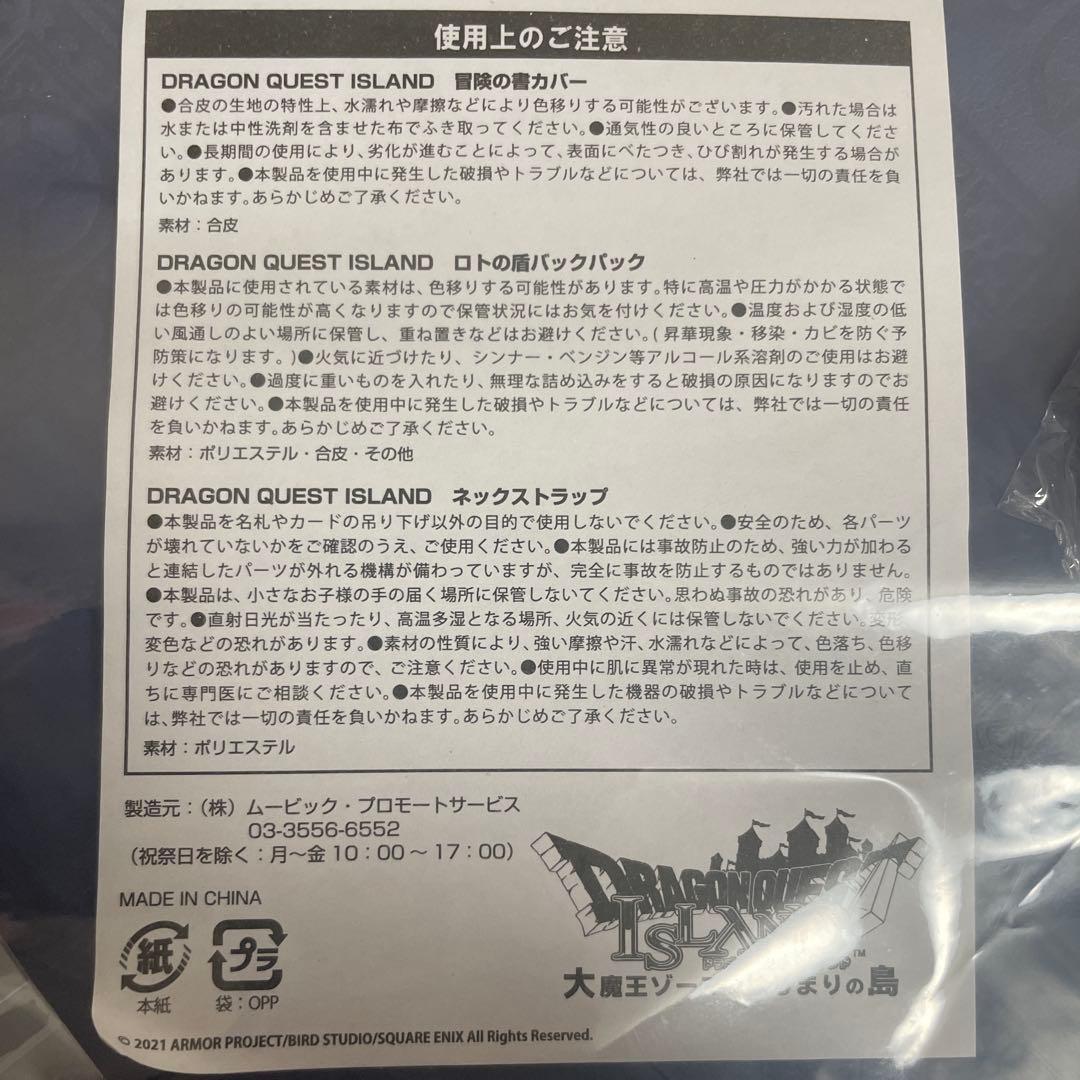 使用上のご注意
DRAGON QUEST ISLAND 冒険の書カバー
●合皮の生地の特性上、水濡れや摩擦などにより色移りする可能性がございます。●汚れた場合は
水または中性洗剤を含ませた布でふき取ってください。●通気性の良いところに保管してくださ
い。●長期間の使用により、劣化が進むことによって、表面にべたつき、ひび割れが発生する場合が
あります。●本製品を使用中に発生した破損やトラブルなどについては、弊社では一切の責任を負
いかねます。あらかじめご了承ください。
素材：合皮
DRAGON QUEST ISLAND ロトの盾バックパック
●本製品に使用されている素材は、色移りする可能性があります。特に高温や圧力がかかる状態で
は色移りの可能性が高くなりますので保管状況にはお気を付けください。●温度および湿度の低
い風通しのよい場所に保管し、重ね置きなどはお避けください。(昇華現象・移染・カビを防ぐ予
防策になります。)●火気に近づけたり、シンナー・ベンジン等アルコール系溶剤のご使用はお避
けください。●過度に重いものを入れたり、無理な詰め込みをすると破損の原因になりますのでお
避けください。●本製品を使用中に発生した破損やトラブルなどについては、弊社では一切の責任
を負いかねます。あらかじめご了承ください。
素材：ポリエステル・合皮・その他
DRAGON QUEST ISLAND ネックストラップ
●本製品を名札やカードの吊り下げ以外の目的で使用しないでください。●安全のため、各パーツ
が壊れていないかをご確認のうえ、ご使用ください。●本製品には事故防止のため、強い力が加わる
と連結したパーツが外れる機構が備わっていますが、完全に事故を防止するものではありません。
●本製品は、小さなお子様の手の届く場所に保管しないでください。思わぬ事故の恐れがあり、危険
です。●直射日光が当たったり、高温多湿となる場所、火気の近くには保管しないでください。変形、
変色などの恐れがあります。●素材の性質により、強い摩擦や汗、水濡れなどによって、色落ち、色移
りなどの恐れがありますので、ご注意ください。●使用中に肌に異常が現れた時は、使用を止め、直
ちに専門医にご相談ください。●本製品を使用中に発生した機器の破損やトラブルなどについて
は、弊社では一切の責任を負いかねます。あらかじめご了承ください。
素材：ポリエステル
製造元：（株）ムービック・プロモートサービス
03-3556-6552
（祝祭日を除く：月～金 10：00～17：00）
MADE IN CHINA
DRAGON QUEST
ISLAND
TM
大魔王ゾー まりの島
紙
本紙
プラ
袋：OPP
© 2021 ARMOR PROJECT/BIRD STUDIO/SQUARE ENIX All Rights Reserved.